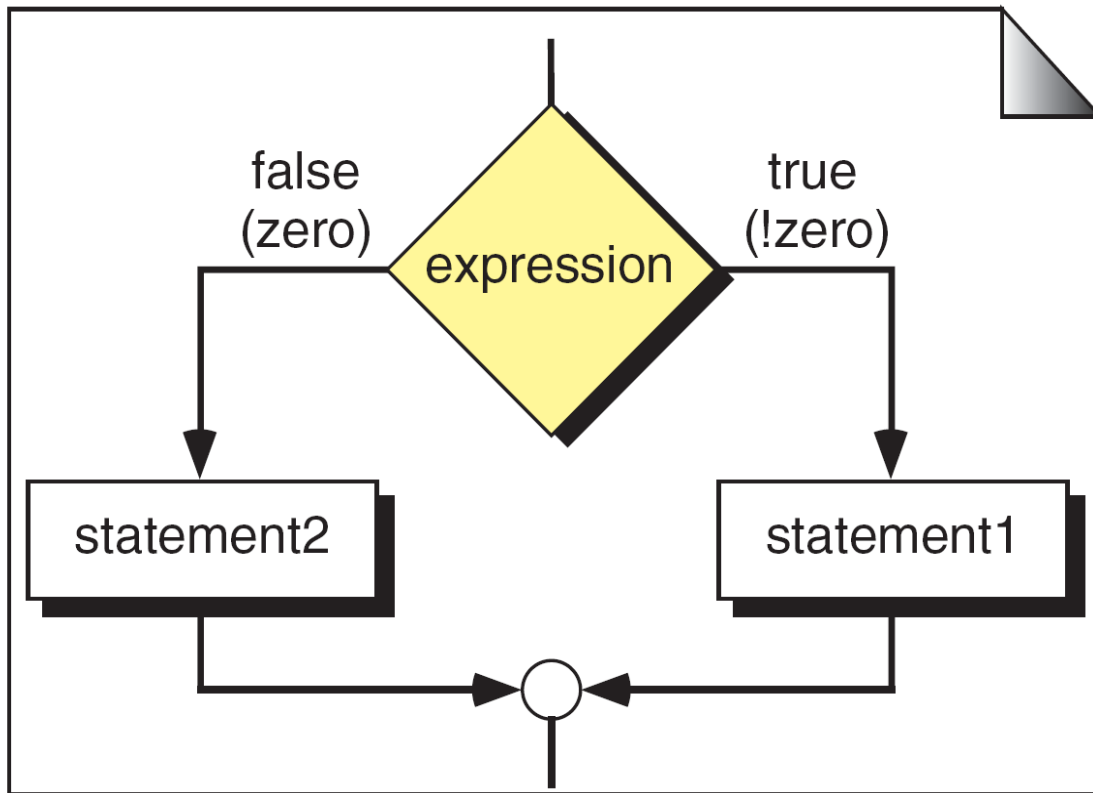 false
(zero)
true
(!zero)
expression
statement2
statement1